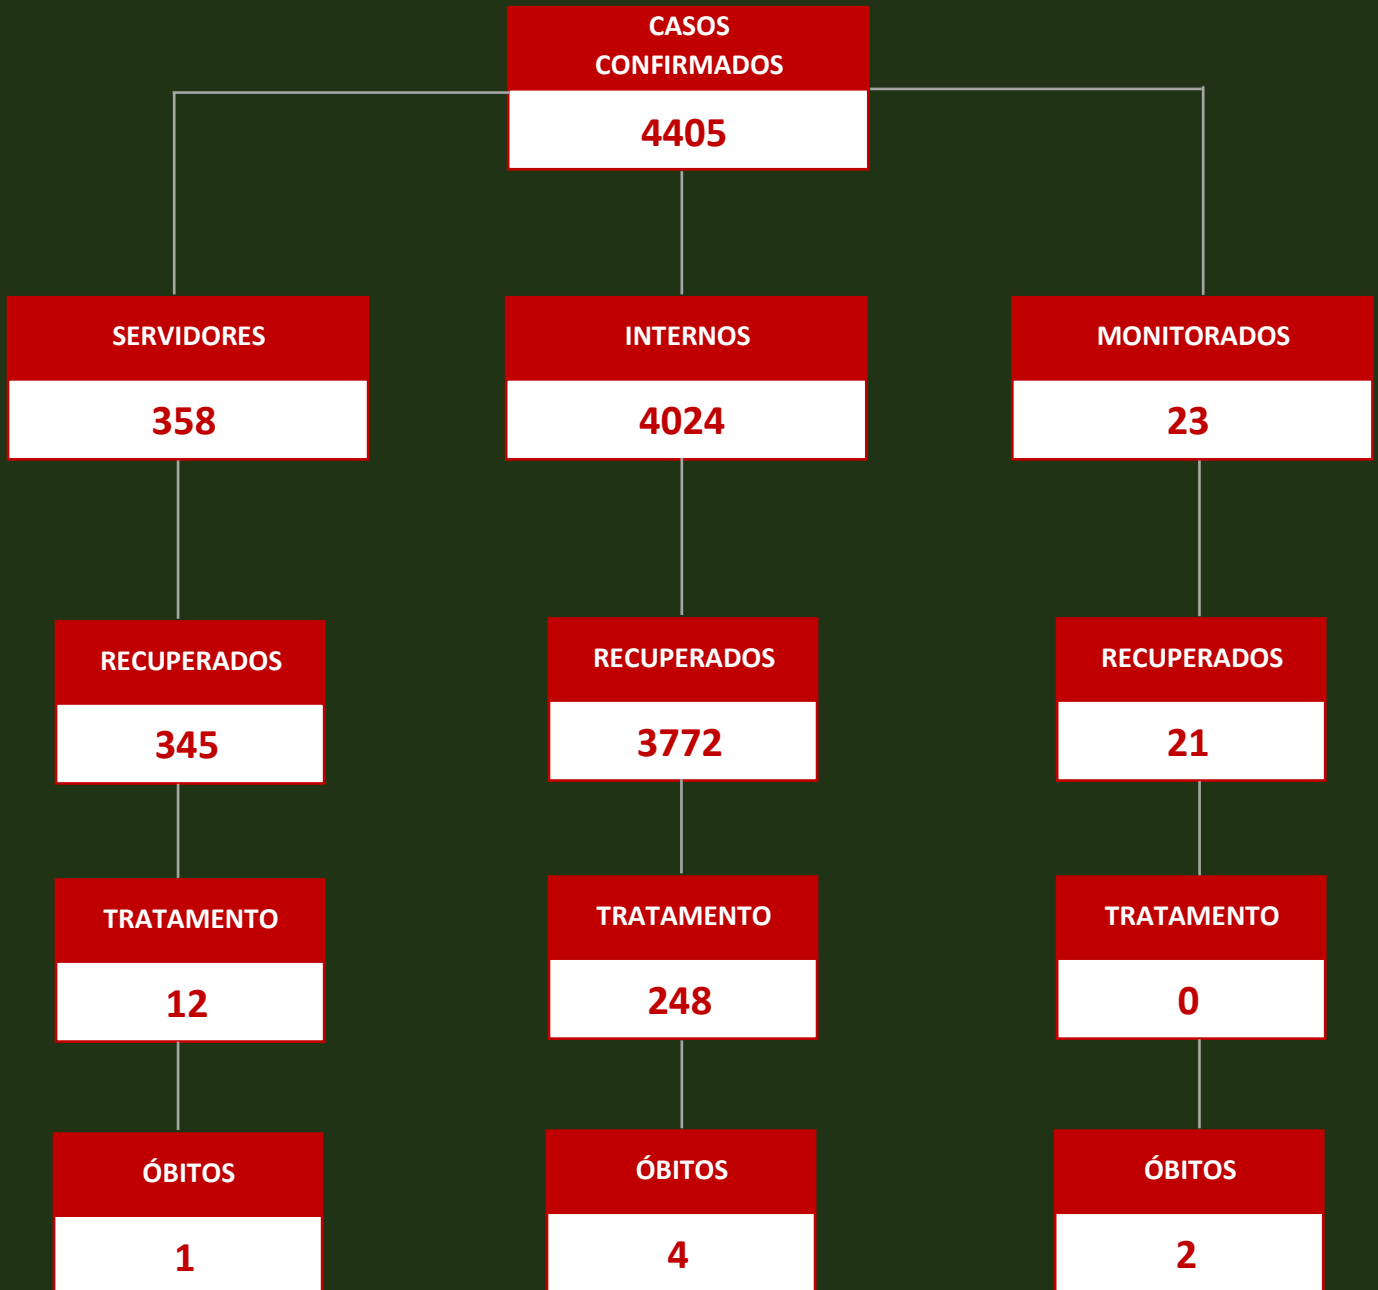 CASOS
CONFIRMADOS
4405
SERVIDORES
358
INTERNOS
4024
MONITORADOS
23
RECUPERADOS
345
RECUPERADOS
3772
RECUPERADOS
21
TRATAMENTO
12
TRATAMENTO
248
TRATAMENTO
0
ÓBITOS
1
ÓBITOS
4
ÓBITOS
2